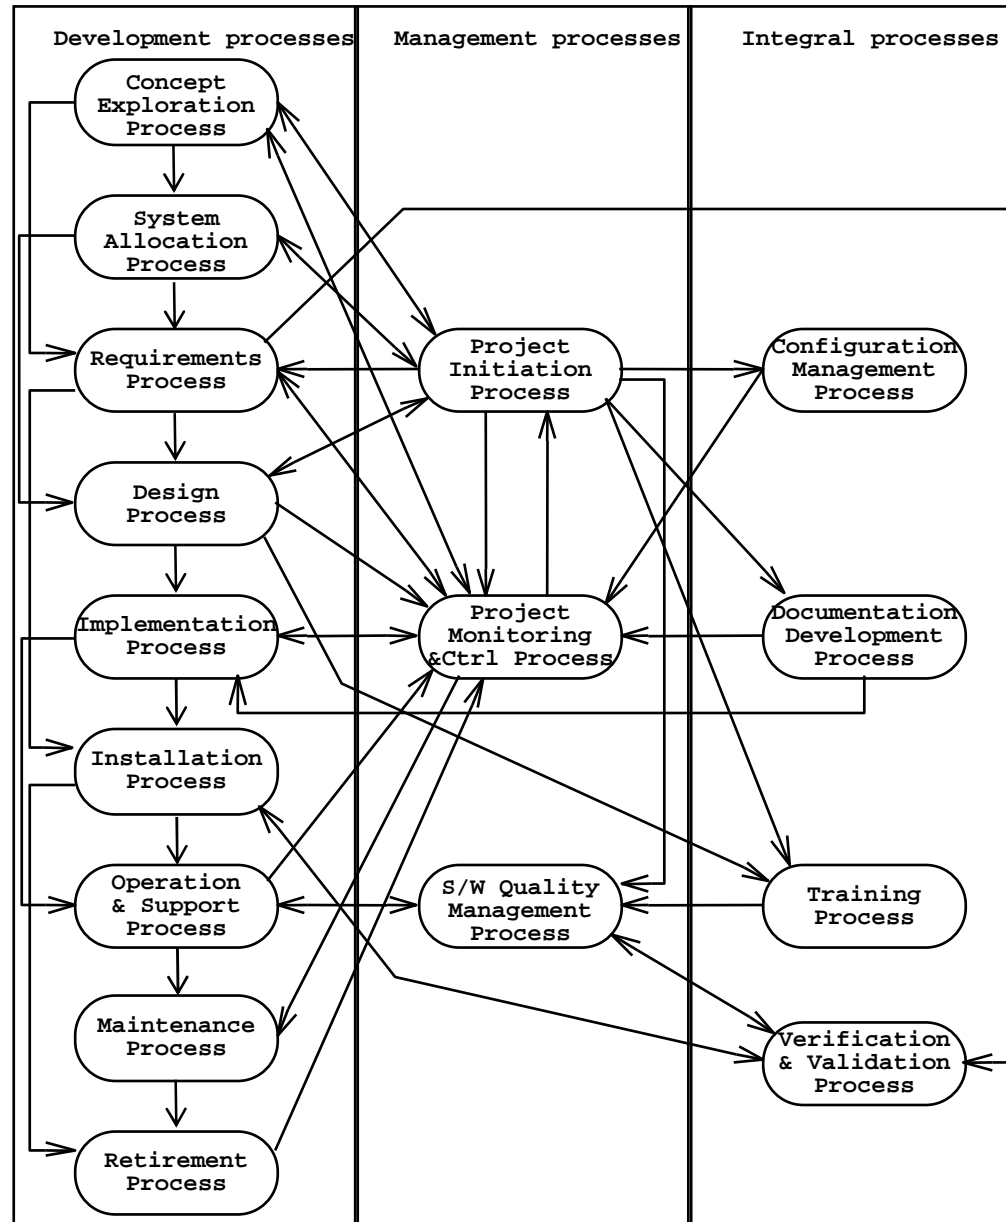 Development processes
Management processes
Integral processes
Concept
Exploration
Process
System
Allocation
Process
Requirements
Process
Project
Initiation
Process
Configuration
Management
Process
Design
Process
Implementation
Process
Project
Monitoring
&Ctrl Process
Documentation
Development
Process
Installation
Process
Operation
& Support
Process
S/W Quality
Management
Process
Training
Process
Maintenance
Process
Verification
& Validation
Process
Retirement
Process